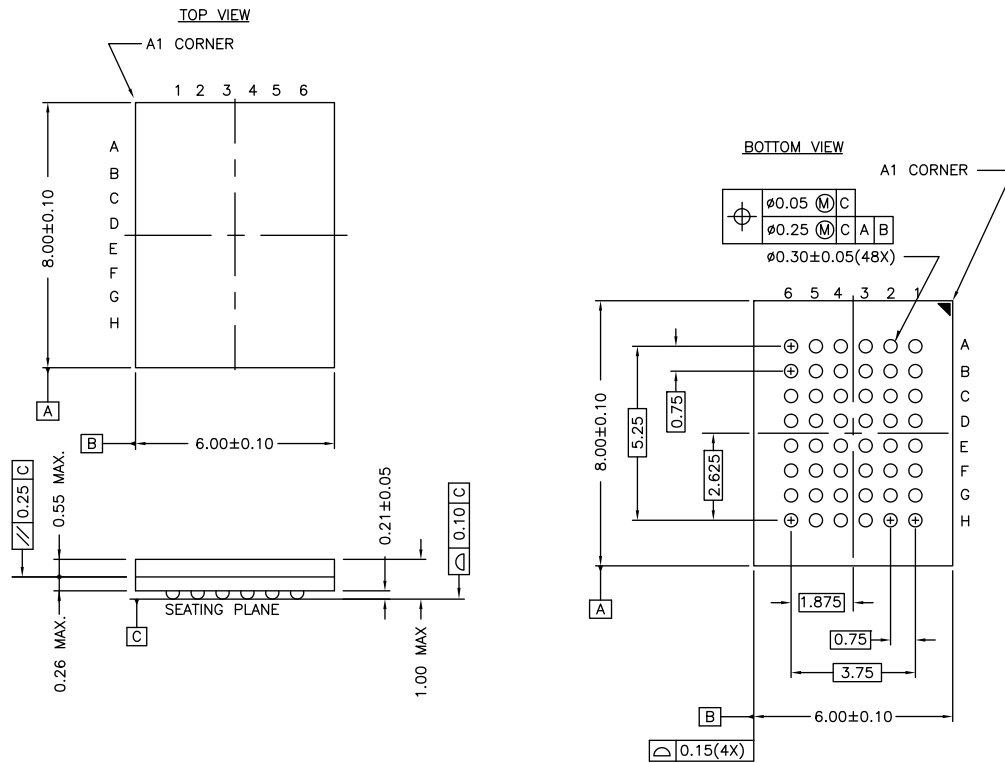 TOP VIEW
A1 CORNER
1 2 3 4 5 6
A
B
C
D
E
F
G
H
8.00±0.10
A
B
6.00±0.10
// 0.25 C
0.55 MAX.
0.26 MAX.
0.21±0.05
0.10 C
1.00 MAX
SEATING PLANE
C
BOTTOM VIEW
A1 CORNER
ø0.05 Ⓜ C
ø0.25 Ⓜ C A B
ø0.30±0.05(48X)
6 5 4 3 2 1
A
B
C
D
E
F
G
H
8.00±0.10
5.25
0.75
2.625
A
1.875
0.75
3.75
B
6.00±0.10
0.15(4X)